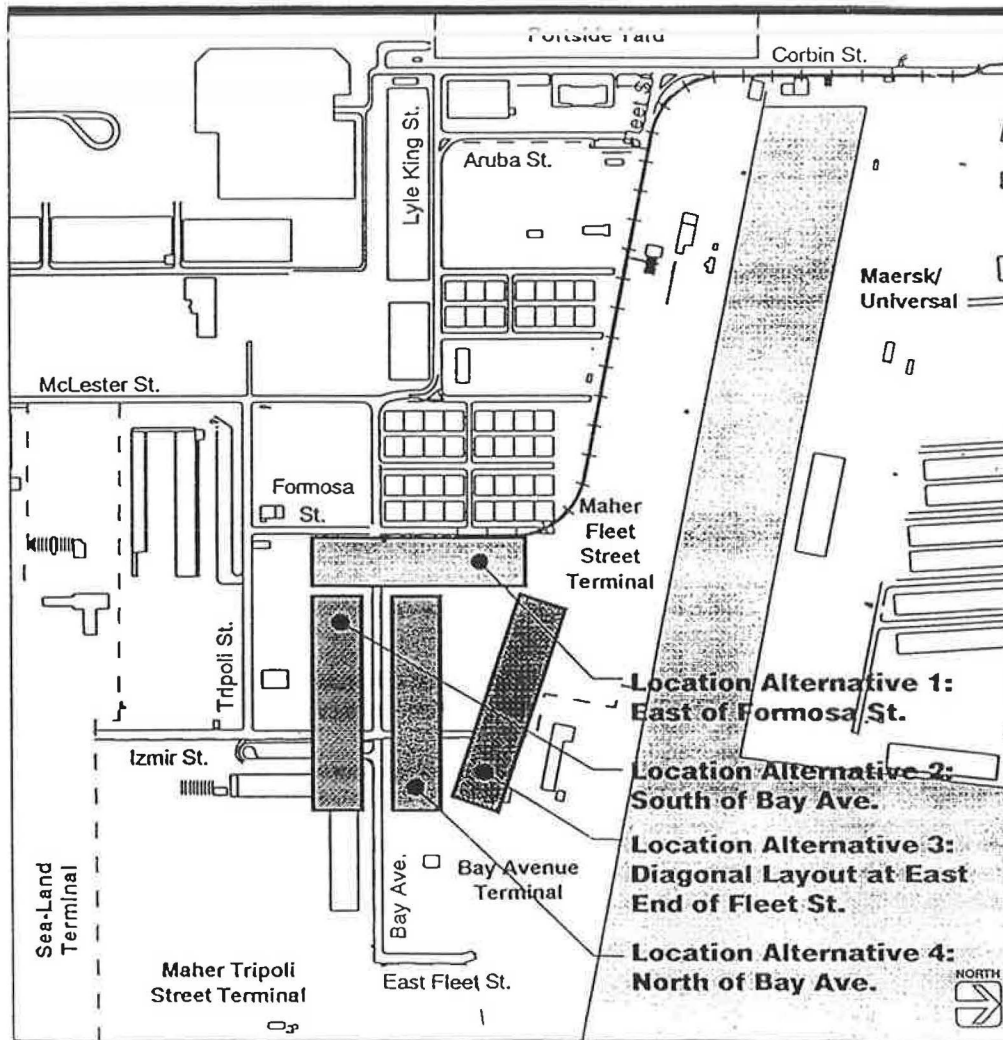 Portside Yard
Corbin St.
Fleet St.
Aruba St.
Lyle King St.
Maersk/
Universal
McLester St.
Formosa
St.
Maher
Fleet
Street
Terminal
Tripoli St.
Location Alternative 1:
East of Formosa St.
Izmir St.
Location Alternative 2:
South of Bay Ave.
Location Alternative 3:
Diagonal Layout at East
End of Fleet St.
Bay Avenue
Terminal
Bay Ave.
Sea-Land
Terminal
Location Alternative 4:
North of Bay Ave.
Maher Tripoli
Street Terminal
East Fleet St.
NORTH